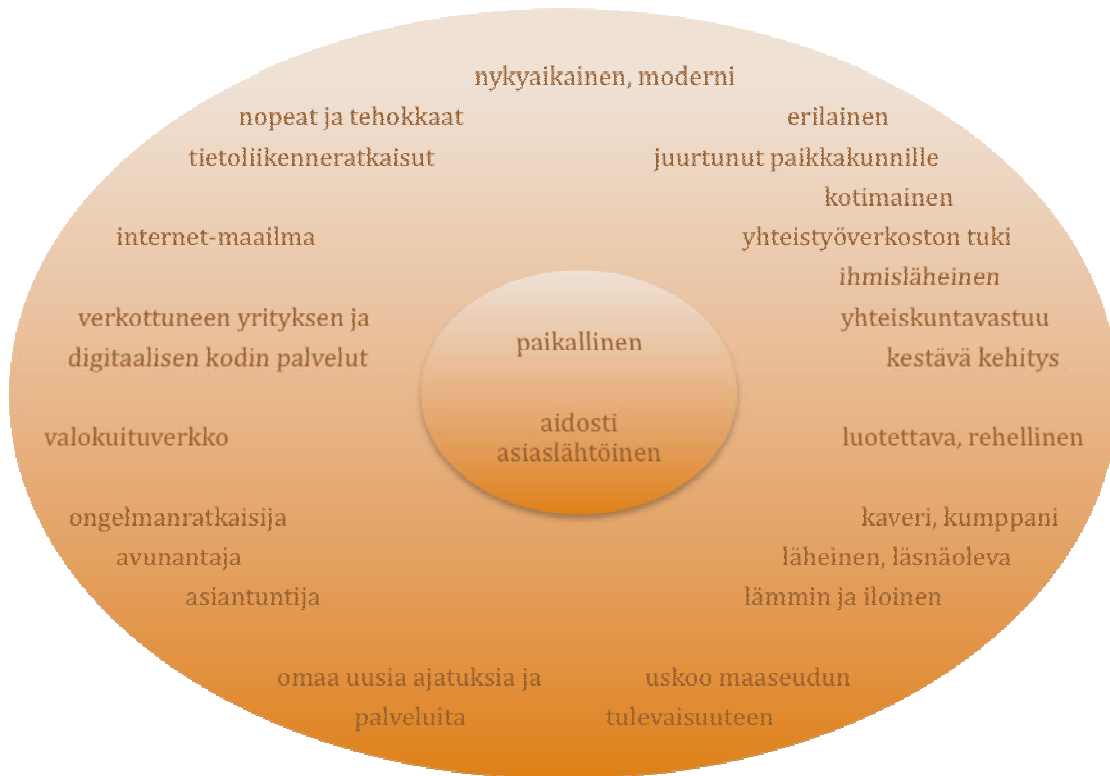 nykyaikainen, moderni
nopeat ja tehokkaat
tietoliikenneratkaisut
internet-maailma
verkottuneen yrityksen ja
digitaalisen kodin palvelut
valokuituverkko
ongelmanratkaisija
avunantaja
asiantuntija
omaa uusia ajatuksia ja
palveluita
paikallinen
aidosti
asiaslähtöinen
erilainen
juurtunut paikkakunnille
kotimainen
yhteistyöverkoston tuki
ihmisläheinen
yhteiskuntavastuu
kestävä kehitys
luotettava, rehellinen
kaveri, kumppani
läheinen, läsnäoleva
lämmin ja iloinen
uskoo maaseudun
tulevaisuuteen